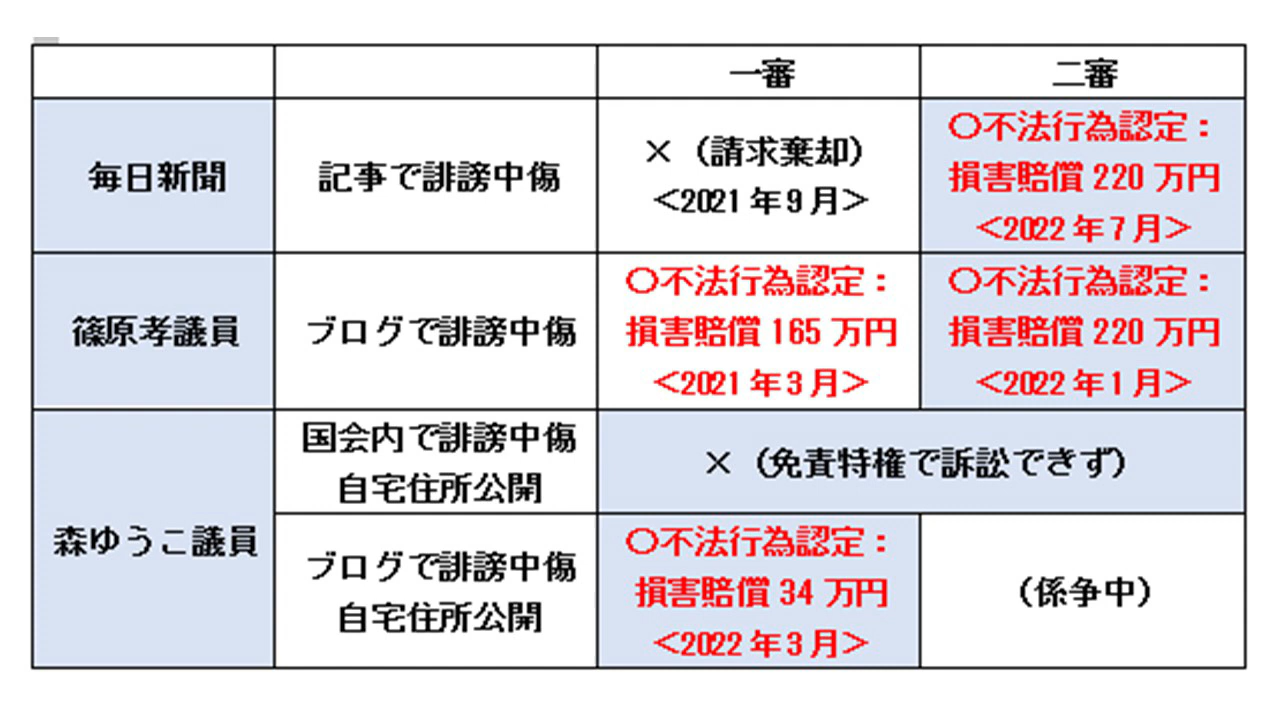 一審
二審
毎日新聞
記事で誹謗中傷
×（請求棄却）
＜2021年9月＞
〇不法行為認定：
損害賠償220万円
＜2022年7月＞
篠原孝議員
ブログで誹謗中傷
〇不法行為認定：
損害賠償165万円
＜2021年3月＞
〇不法行為認定：
損害賠償220万円
＜2022年1月＞
森ゆうこ議員
国会内で誹謗中傷
自宅住所公開
×（免責特権で訴訟できず）
ブログで誹謗中傷
自宅住所公開
〇不法行為認定：
損害賠償34万円
＜2022年3月＞
（係争中）